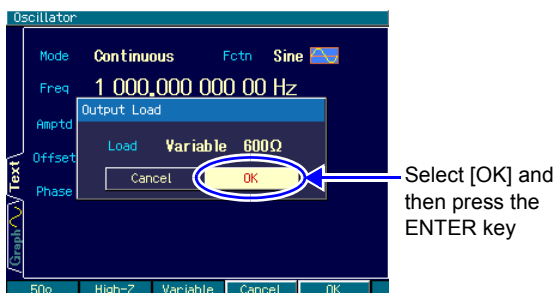 Oscillator
Mode Continuous Fctn Sine
Freq 1 000.000 000 00 Hz
Output Load
Amptd
Load Variable 600Ω
Offset
Cancel OK
Phase
Text
Graph
Select [OK] and
then press the
ENTER key
50Ω High-Z Variable Cancel OK